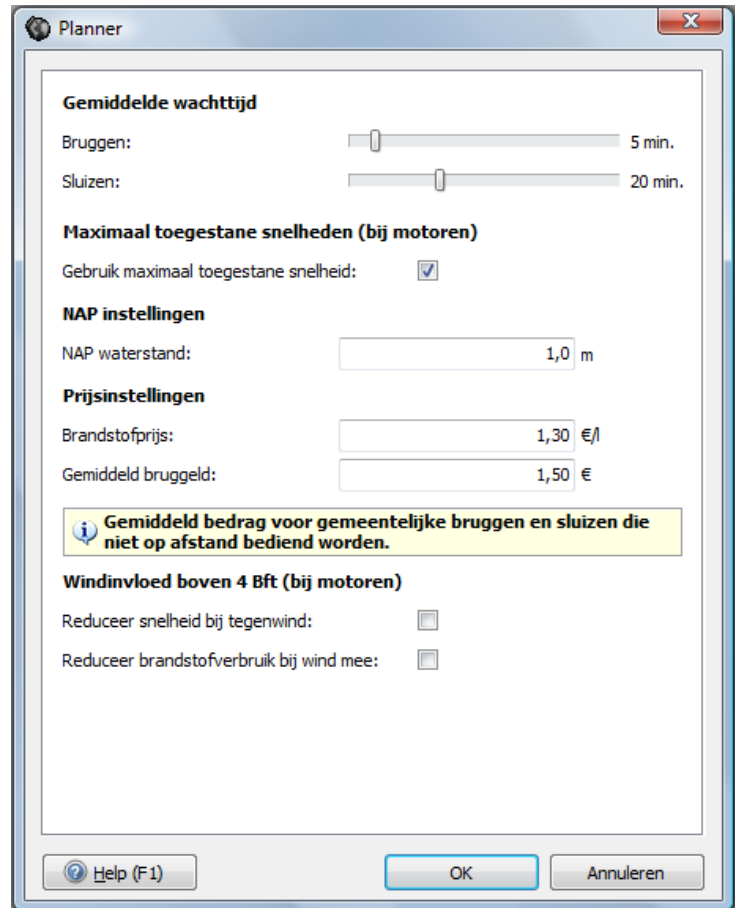 Planner
Gemiddelde wachttijd
Bruggen: 5 min.
Sluizen: 20 min.
Maximaal toegestane snelheden (bij motoren)
Gebruik maximaal toegestane snelheid:
NAP instellingen
NAP waterstand: 1,0 m
Prijsinstellingen
Brandstofprijs: 1,30 €/l
Gemiddeld bruggeld: 1,50 €
Gemiddeld bedrag voor gemeentelijke bruggen en sluizen die
niet op afstand bediend worden.
Windinvloed boven 4 Bft (bij motoren)
Reduceer snelheid bij tegenwind:
Reduceer brandstofverbruik bij wind mee:
Help (F1) OK Annuleren